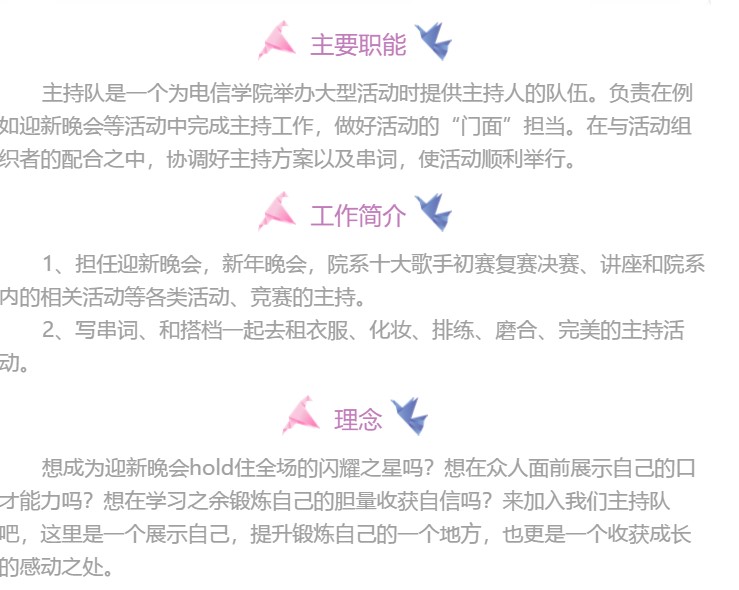 主要职能
主持队是一个为电信学院举办大型活动时提供主持人的队伍。负责在例
如迎新晚会等活动中完成主持工作，做好活动的“门面”担当。在与活动组
织者的配合之中，协调好主持方案以及串词，使活动顺利举行。
工作简介
1、担任迎新晚会，新年晚会，院系十大歌手初赛复赛决赛、讲座和院系
内的相关活动等各类活动、竞赛的主持。
2、写串词、和搭档一起去租衣服、化妆、排练、磨合、完美的主持活
动。
理念
想成为迎新晚会hold住全场的闪耀之星吗？想在众人面前展示自己的口
才能力吗？想在学习之余锻炼自己的胆量收获自信吗？来加入我们主持队
吧，这里是一个展示自己，提升锻炼自己的一个地方，也更是一个收获成长
的感动之处。